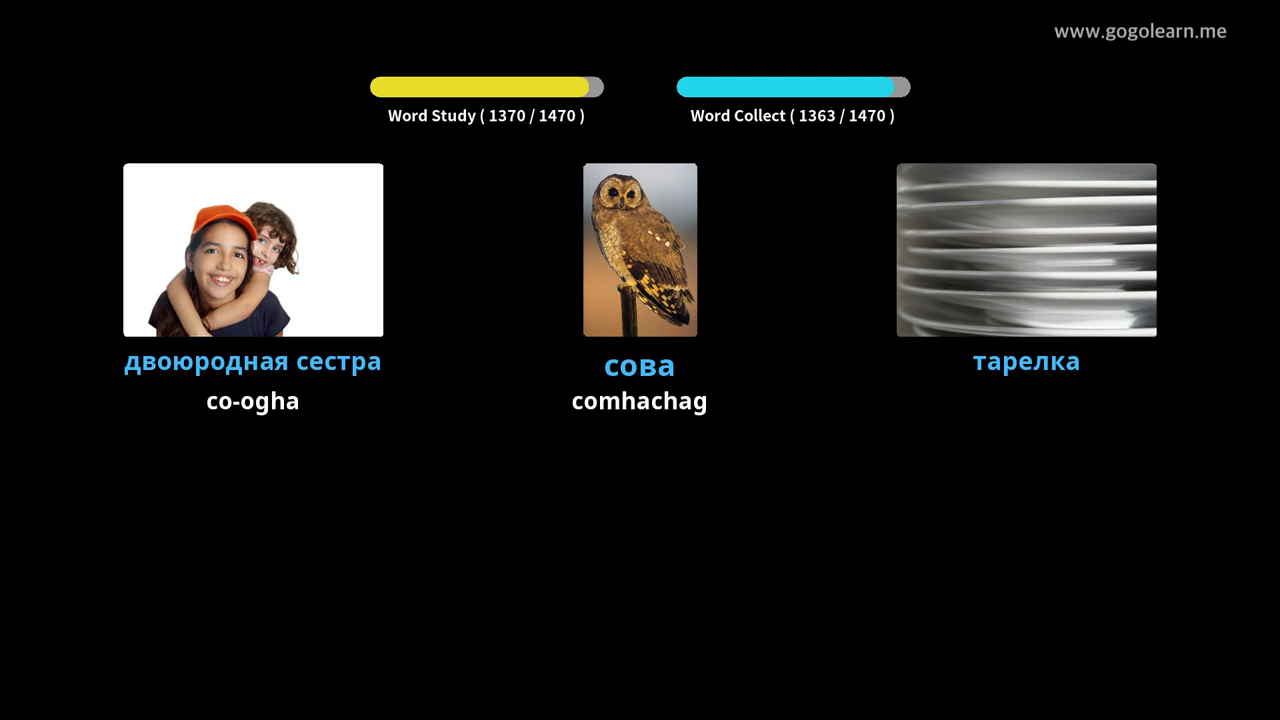 www.gogolearn.me
Word Study ( 1370 / 1470 )
Word Collect ( 1363 / 1470 )
двоюродная сестра
co-ogha
сова
comhachag
тарелка